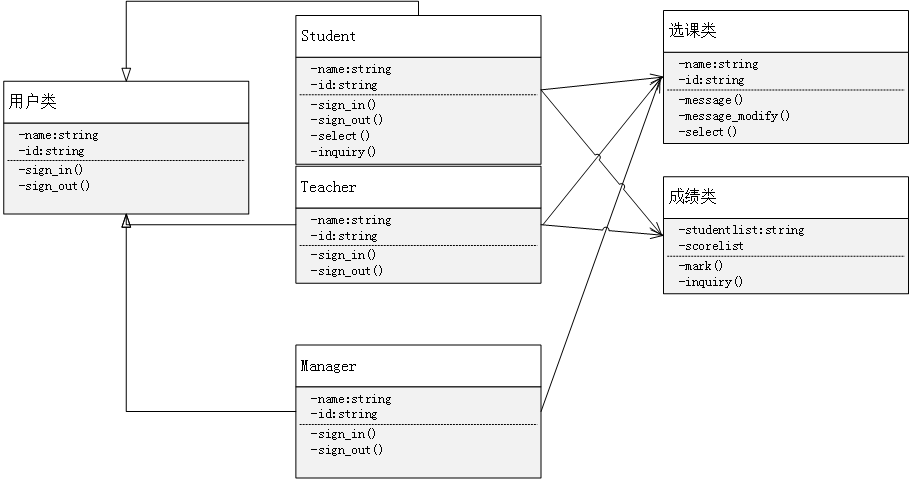 用户类
-name:string
-id:string
-sign_in()
-sign_out()
Student
-name:string
-id:string
-sign_in()
-sign_out()
-select()
-inquiry()
Teacher
-name:string
-id:string
-sign_in()
-sign_out()
Manager
-name:string
-id:string
-sign_in()
-sign_out()
选课类
-name:string
-id:string
-message()
-message_modify()
-select()
成绩类
-studentlist:string
-scorelist
-mark()
-inquiry()